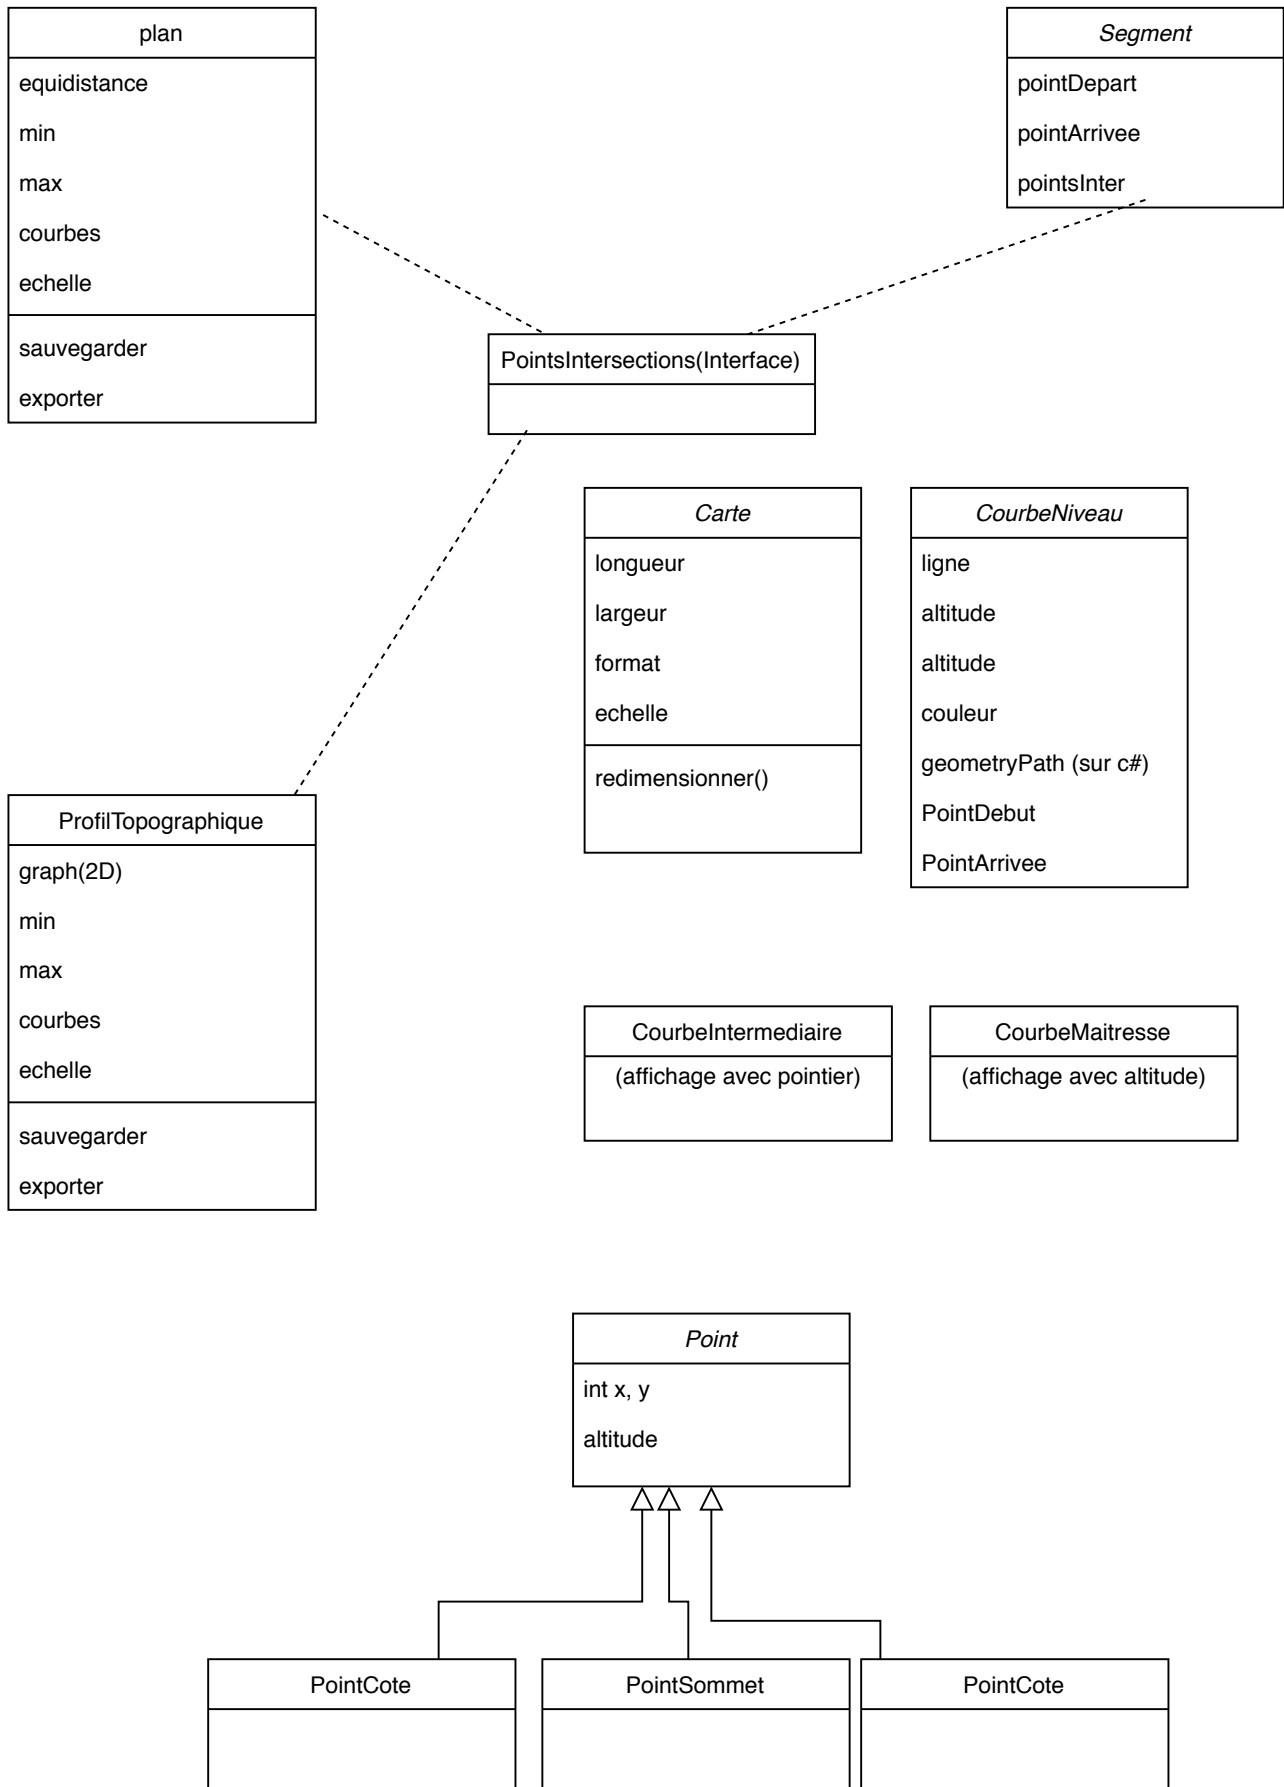 plan
equidistance
min
max
courbes
echelle
sauvegarder
exporter
Segment
pointDepart
pointArrivee
pointsInter
PointsIntersections(Interface)
Carte
longueur
largeur
format
echelle
redimensionner()
CourbeNiveau
ligne
altitude
altitude
couleur
geometryPath (sur c#)
PointDebut
PointArrivee
ProfilTopographique
graph(2D)
min
max
courbes
echelle
sauvegarder
exporter
CourbeIntermediaire
(affichage avec pointier)
CourbeMaitresse
(affichage avec altitude)
Point
int x, y
altitude
PointCote
PointSommet
PointCote